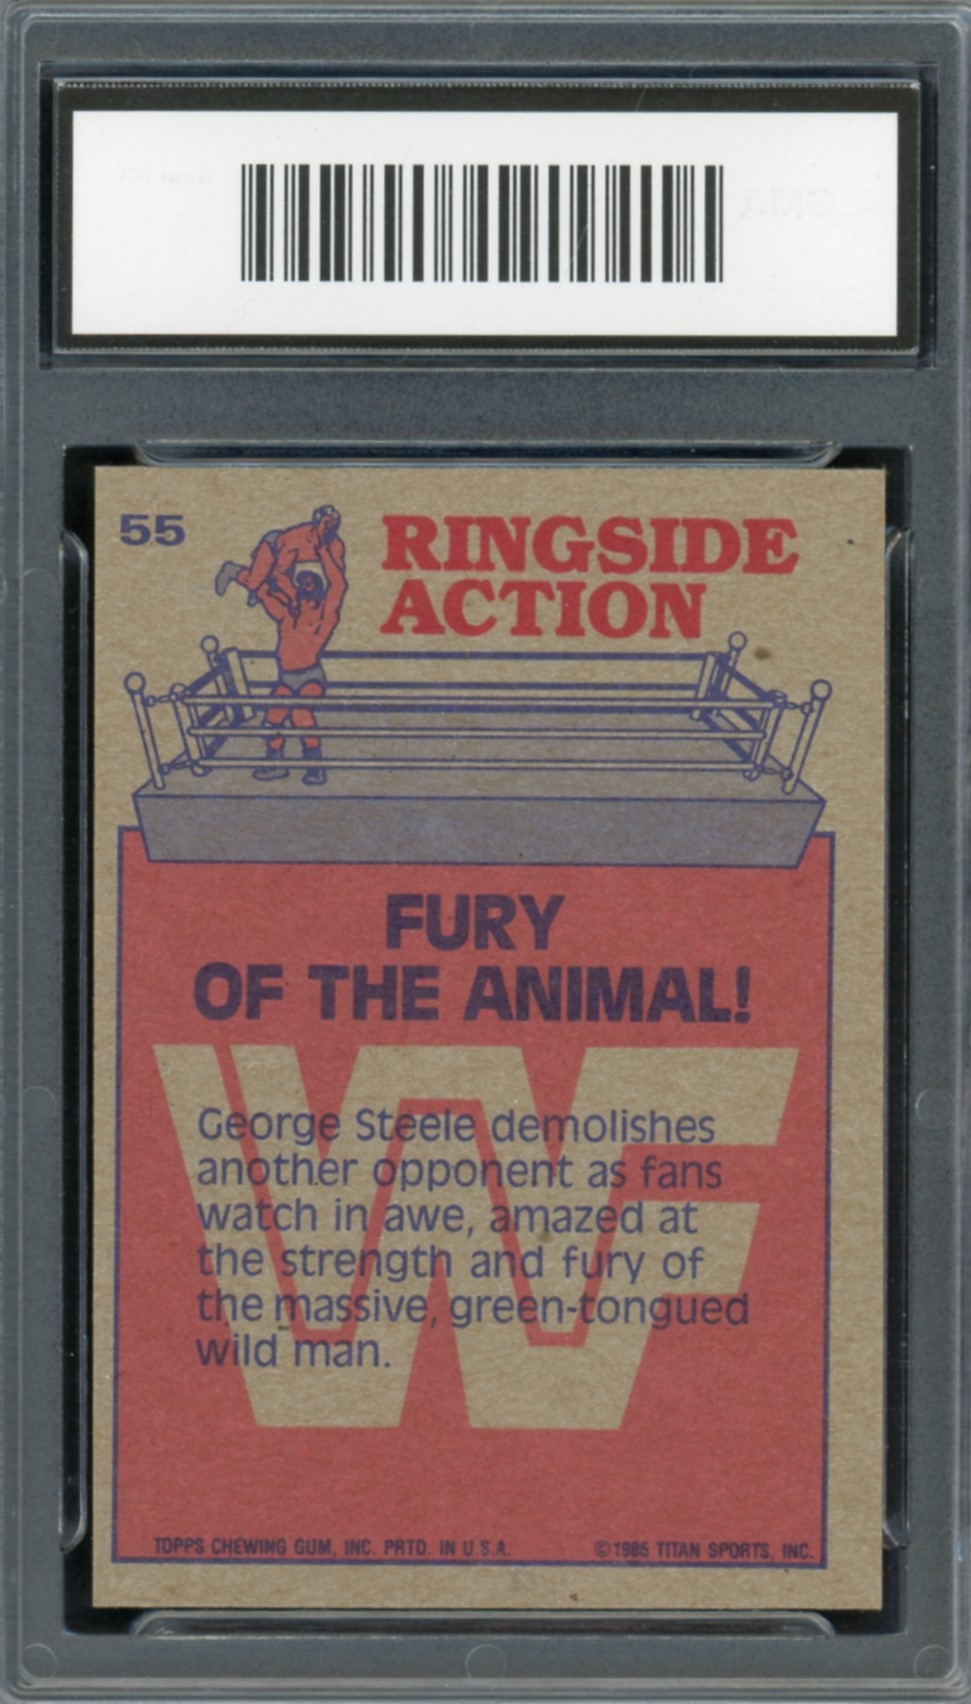 55
RINGSIDE
ACTION
FURY
OF THE ANIMAL!
WF
George Steele demolishes
another opponent as fans
watch in awe, amazed at
the strength and fury of
the massive, green-tongued
wild man.
TOPPS CHEWING GUM, INC. PRTD. IN U.S.A. ©1985 TITAN SPORTS, INC.